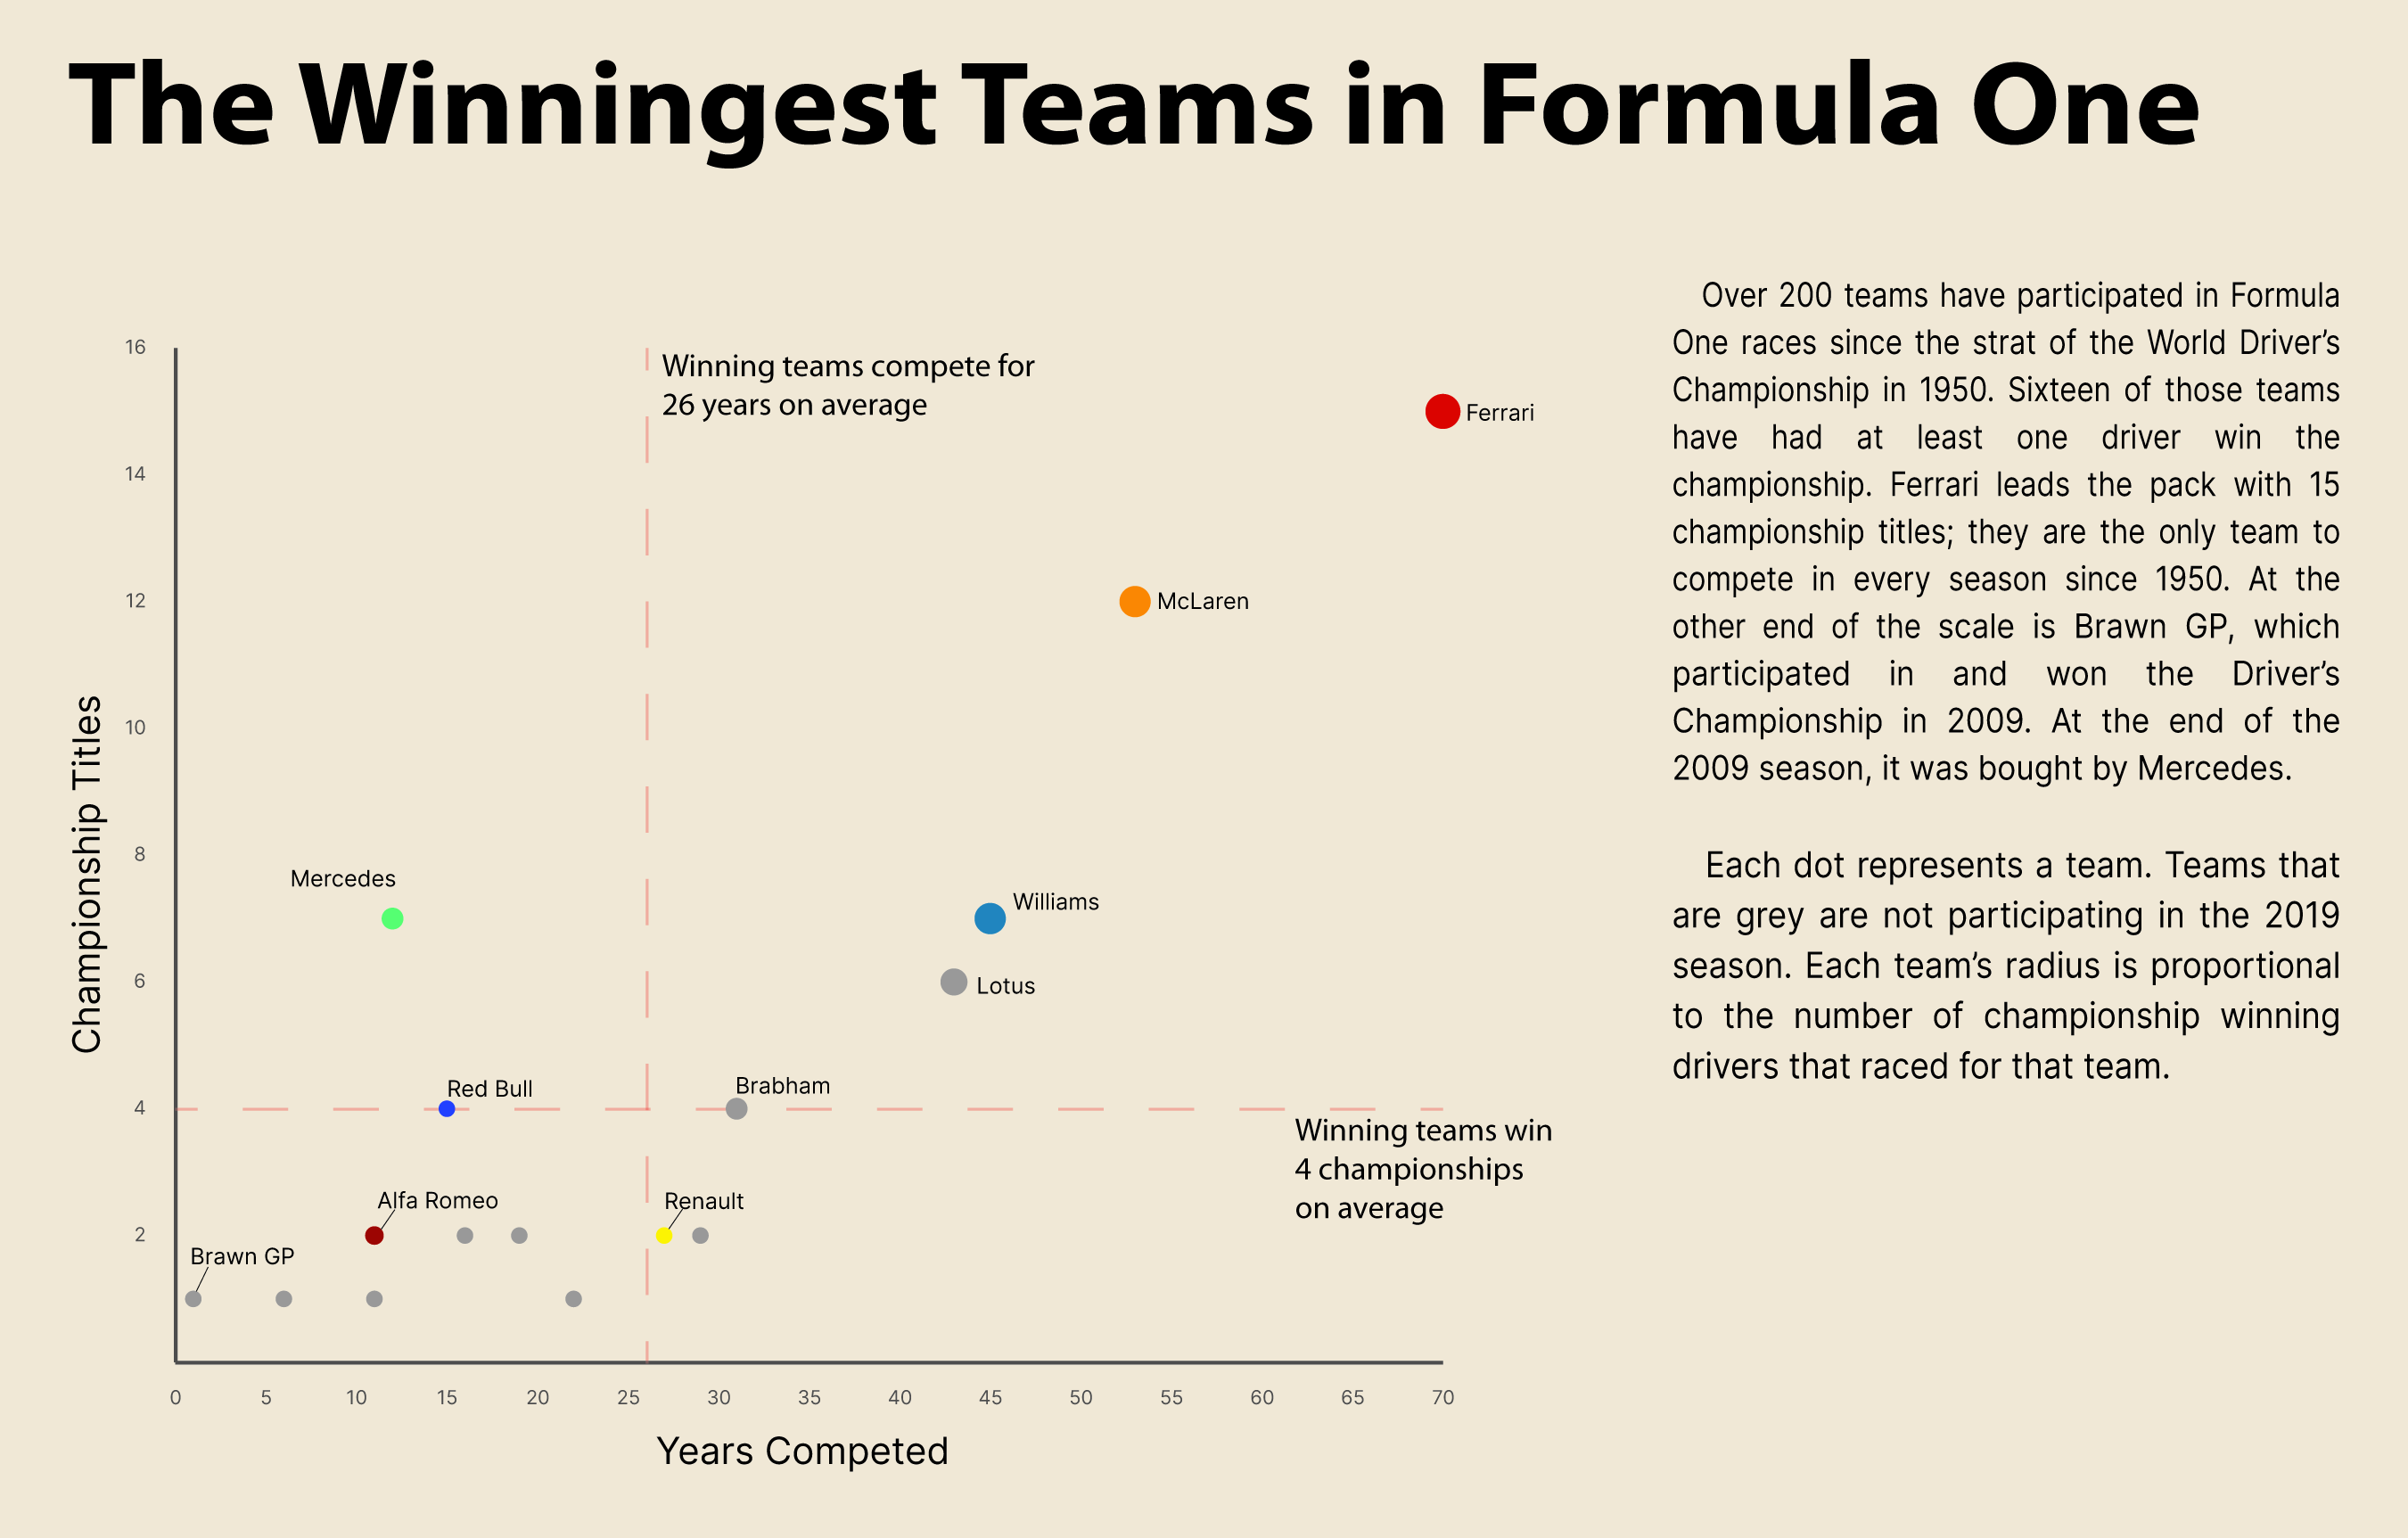 The Winningest Teams in Formula One
Over 200 teams have participated in Formula
One races since the strat of the World Driver’s
Championship in 1950. Sixteen of those teams
have had at least one driver win the
championship. Ferrari leads the pack with 15
championship titles; they are the only team to
compete in every season since 1950. At the
other end of the scale is Brawn GP, which
participated in and won the Driver’s
Championship in 2009. At the end of the
2009 season, it was bought by Mercedes.
Each dot represents a team. Teams that
are grey are not participating in the 2019
season. Each team’s radius is proportional
to the number of championship winning
drivers that raced for that team.
Championship Titles
16
14
12
10
8
6
4
2
Winning teams compete for
26 years on average
Ferrari
McLaren
Mercedes
Williams
Lotus
Red Bull
Brabham
Winning teams win
4 championships
on average
Alfa Romeo
Renault
Brawn GP
0 5 10 15 20 25 30 35 40 45 50 55 60 65 70
Years Competed